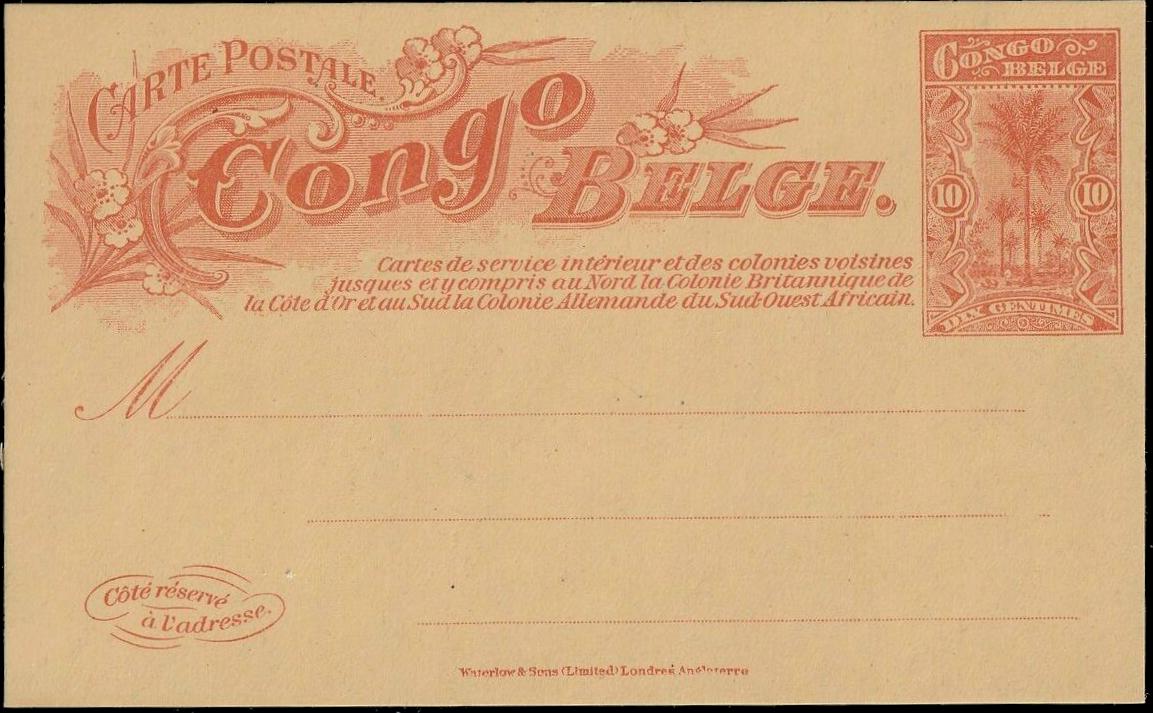 CARTE POSTALE.
Congo BELGE.
CONGO BELGE
10 10
DIX CENTIMES
Cartes de service intérieur et des colonies voisines
jusques et y compris au Nord la Colonie Britannique de
la Côte d'Or et au Sud la Colonie Allemande du Sud-Ouest Africain.
M
Côté réservé
à l'adresse.
Waterlow & Sons (Limited) Londres Angleterre